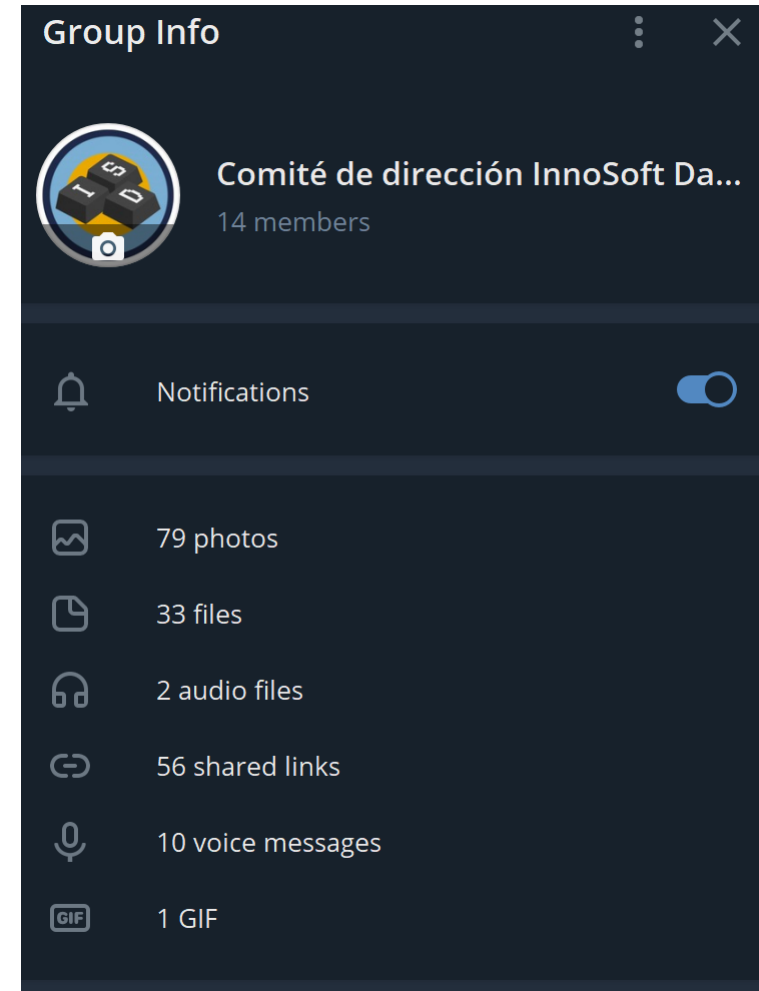 Group Info
I S D
Comité de dirección InnoSoft Da...
14 members
Notifications
79 photos
33 files
2 audio files
56 shared links
10 voice messages
GIF 1 GIF